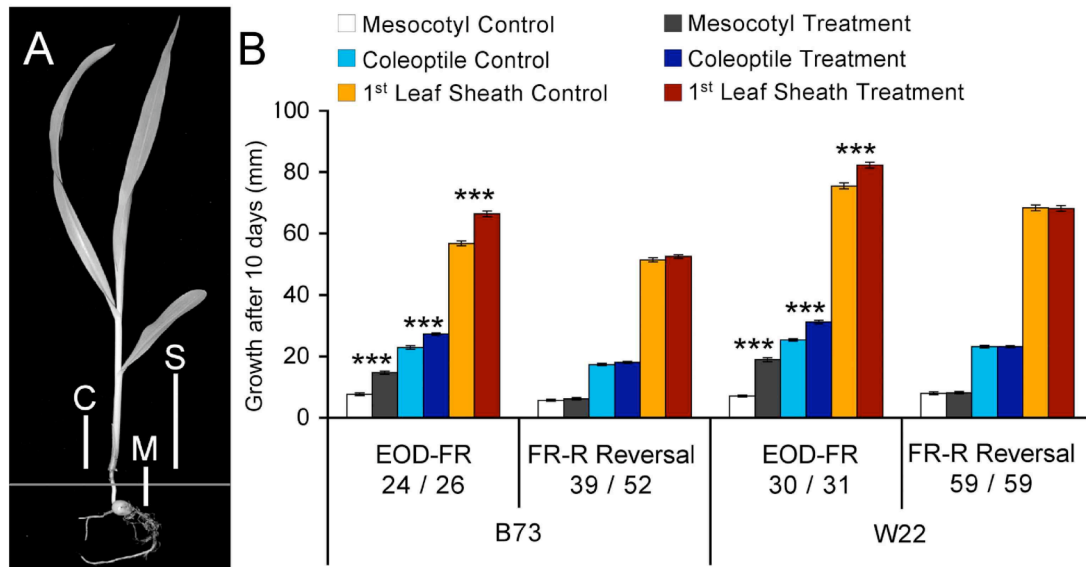 A
C
M
S
B
Mesocotyl Control
Mesocotyl Treatment
Coleoptile Control
Coleoptile Treatment
1st Leaf Sheath Control
1st Leaf Sheath Treatment
Growth after 10 days (mm)
100
80
60
40
20
0
*** *** ***
*** *** ***
EOD-FR FR-R Reversal EOD-FR FR-R Reversal
24 / 26 39 / 52 30 / 31 59 / 59
B73 W22